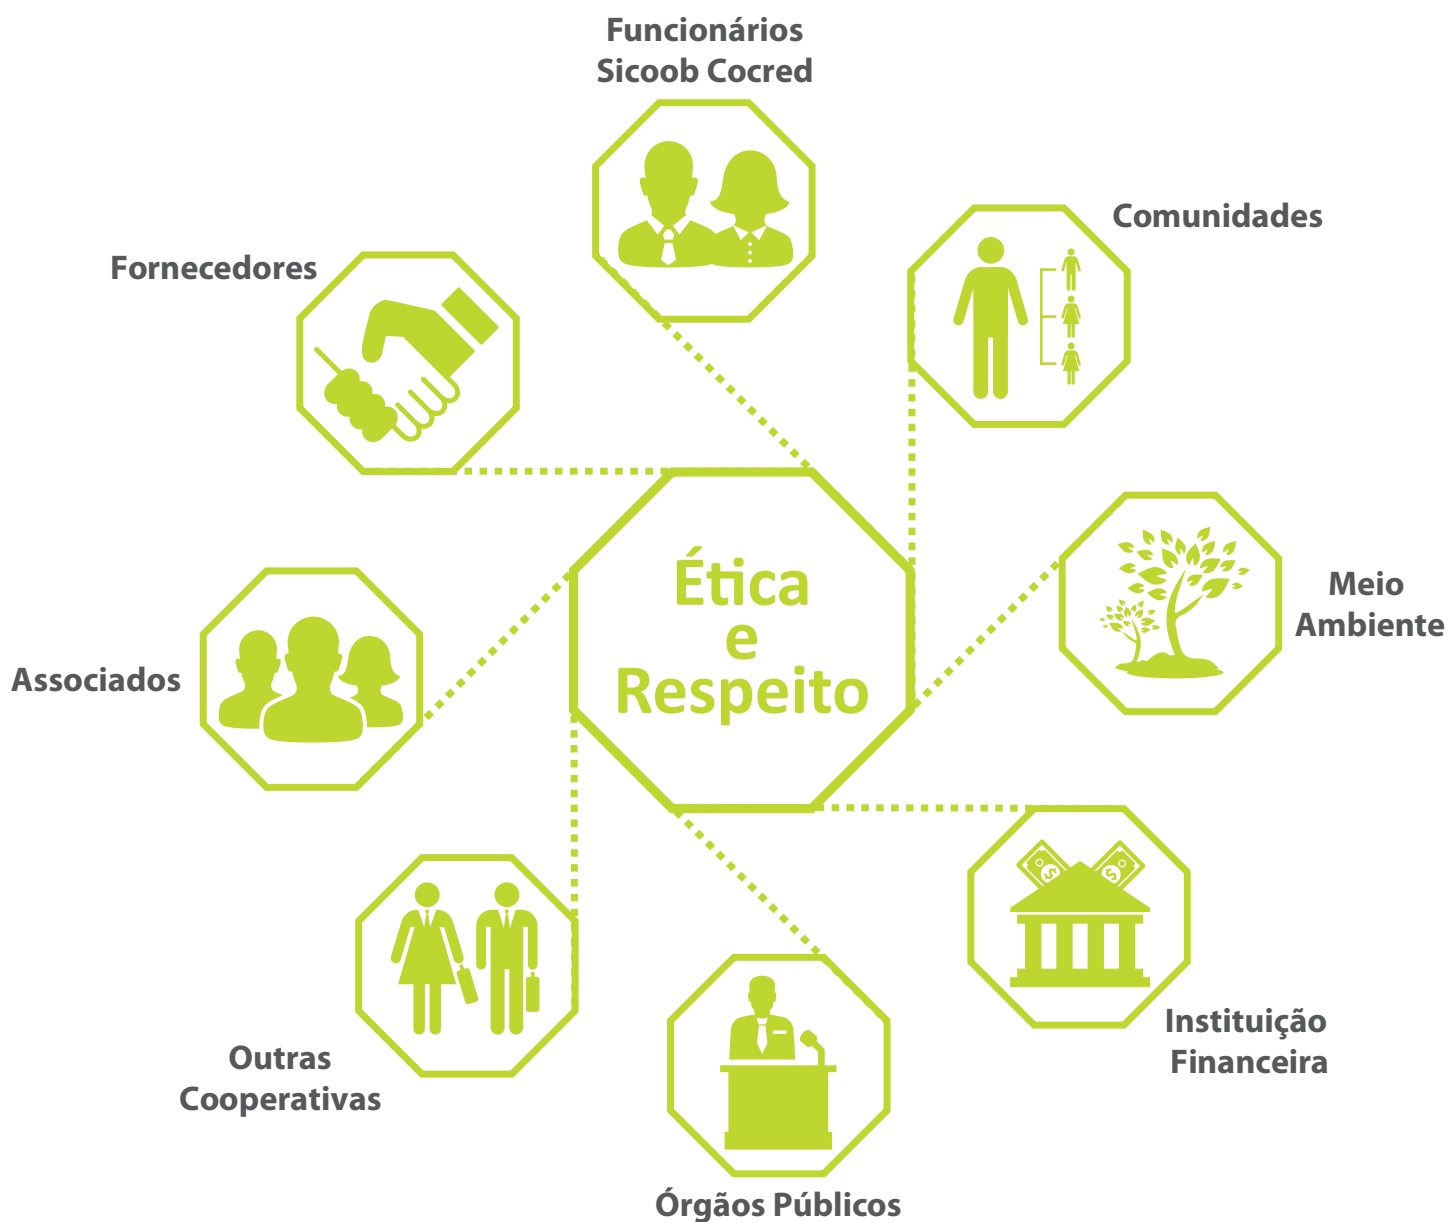 Funcionários
Sicoob Cocred
Comunidades
Fornecedores
Ética
e
Respeito
Meio
Ambiente
Associados
Instituição
Financeira
Outras
Cooperativas
Órgãos Públicos